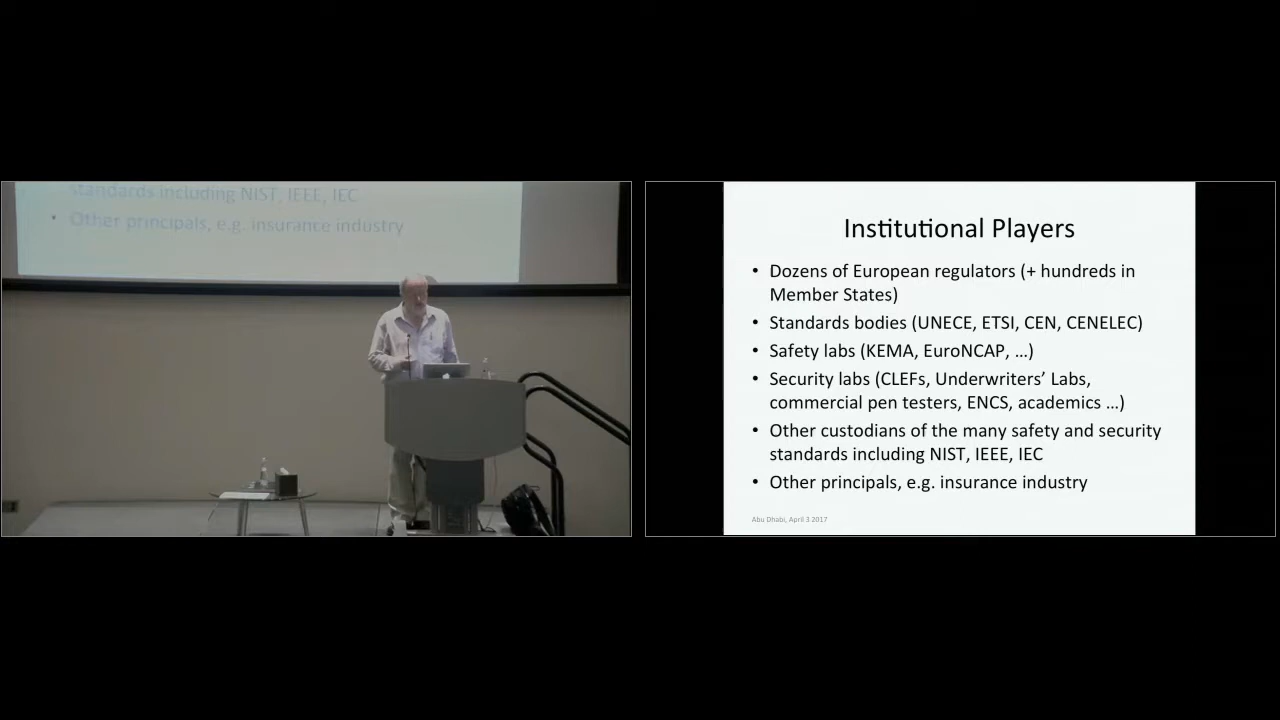 standards including NIST, IEEE, IEC
• Other principals, e.g. insurance industry
Institutional Players
• Dozens of European regulators (+ hundreds in
Member States)
• Standards bodies (UNECE, ETSI, CEN, CENELEC)
• Safety labs (KEMA, EuroNCAP, …)
• Security labs (CLEFs, Underwriters’ Labs,
commercial pen testers, ENCS, academics …)
• Other custodians of the many safety and security
standards including NIST, IEEE, IEC
• Other principals, e.g. insurance industry
Abu Dhabi, April 3 2017